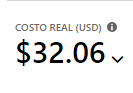 COSTO REAL (USD)
$32.06